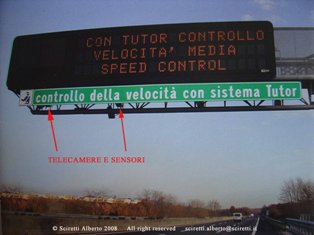 CON TUTOR CONTROLLO
VELOCITA' MEDIA
SPEED CONTROL
controllo della velocità con sistema Tutor
TELECAMERE E SENSORI
© Sciretti Alberto 2008 All right reserved sciretti.alberto@sciretti.it